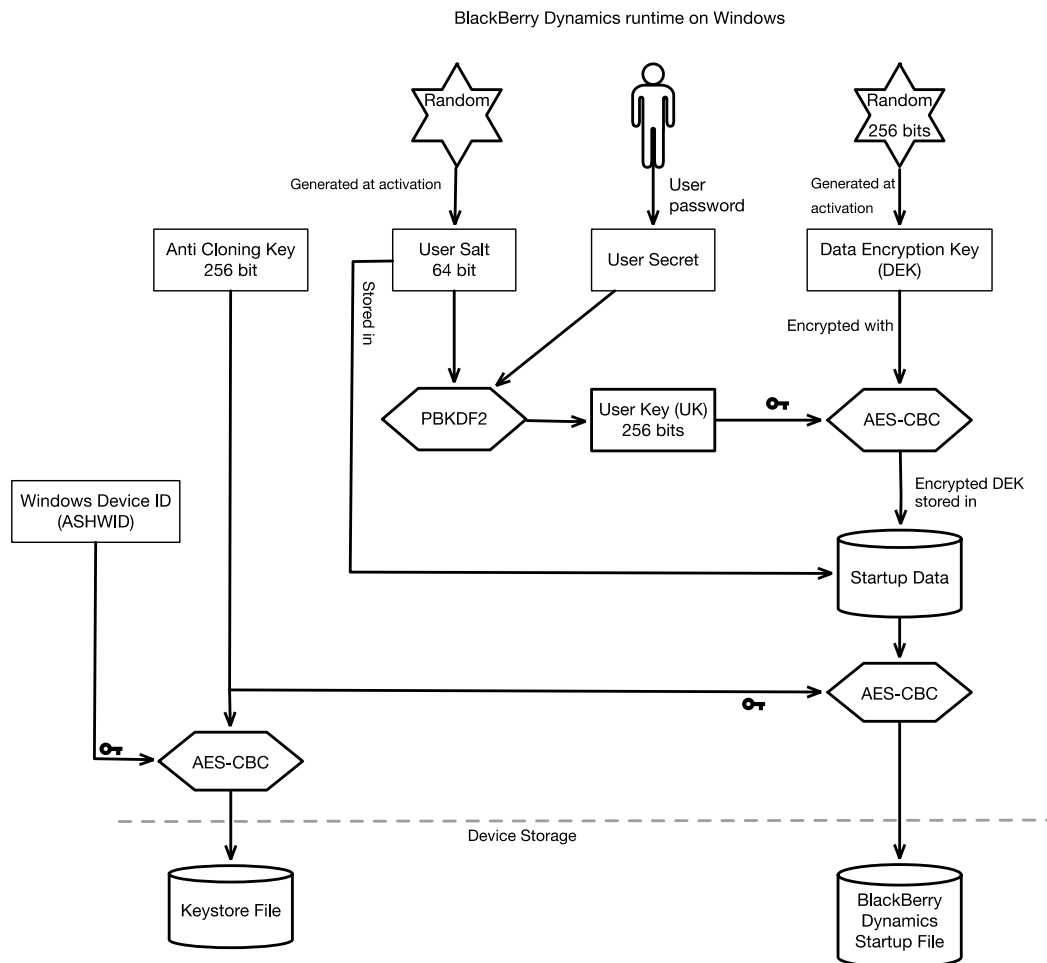 BlackBerry Dynamics runtime on Windows
Random
Random
256 bits
Generated at activation
User
password
Generated at
activation
Anti Cloning Key
256 bit
User Salt
64 bit
User Secret
Data Encryption Key
(DEK)
Stored in
Encrypted with
PBKDF2
User Key (UK)
256 bits
AES-CBC
Windows Device ID
(ASHWID)
Encrypted DEK
stored in
Startup Data
AES-CBC
AES-CBC
Device Storage
Keystore File
BlackBerry
Dynamics
Startup File